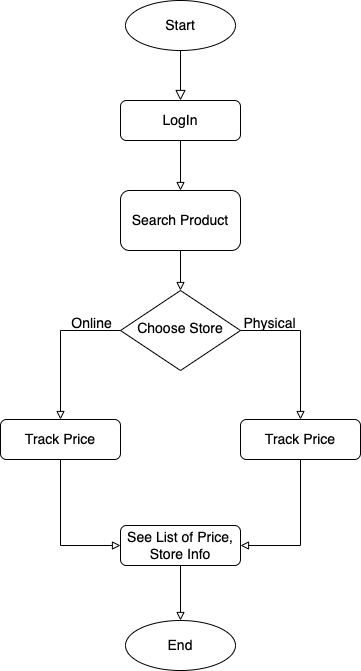 Start
LogIn
Search Product
Choose Store
Online
Physical
Track Price
Track Price
See List of Price,
Store Info
End